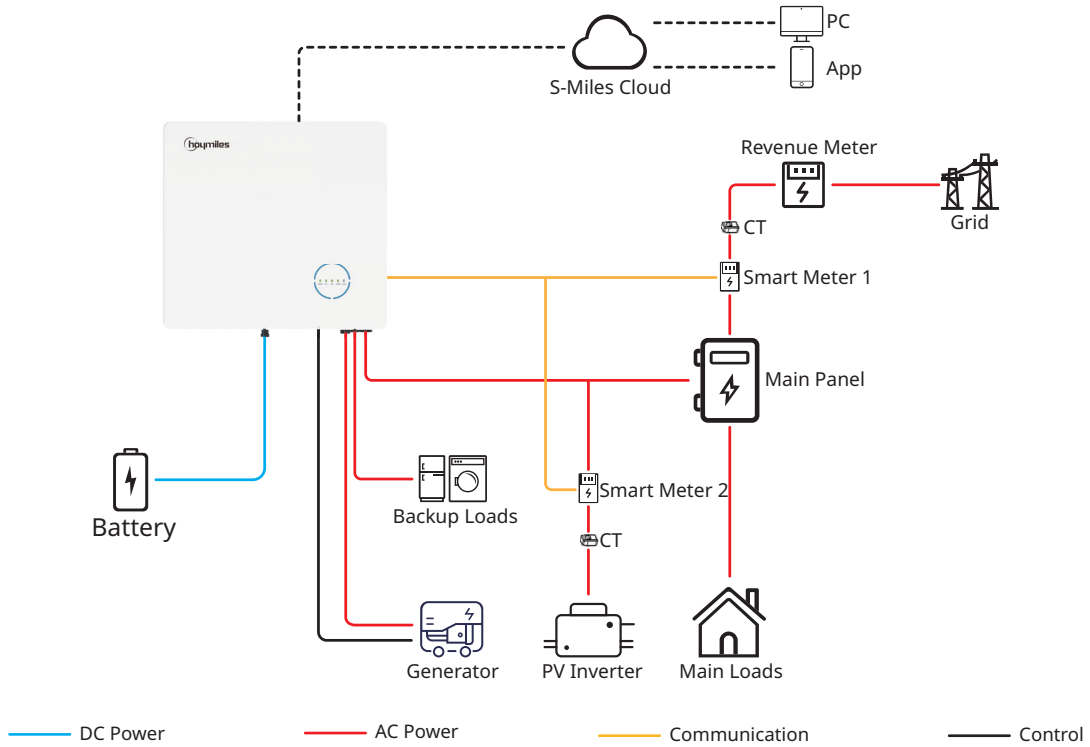 PC
App
S-Miles Cloud
hoymiles
Revenue Meter
Grid
CT
Smart Meter 1
Main Panel
Battery
Backup Loads
Smart Meter 2
CT
Generator
PV Inverter
Main Loads
DC Power
AC Power
Communication
Control